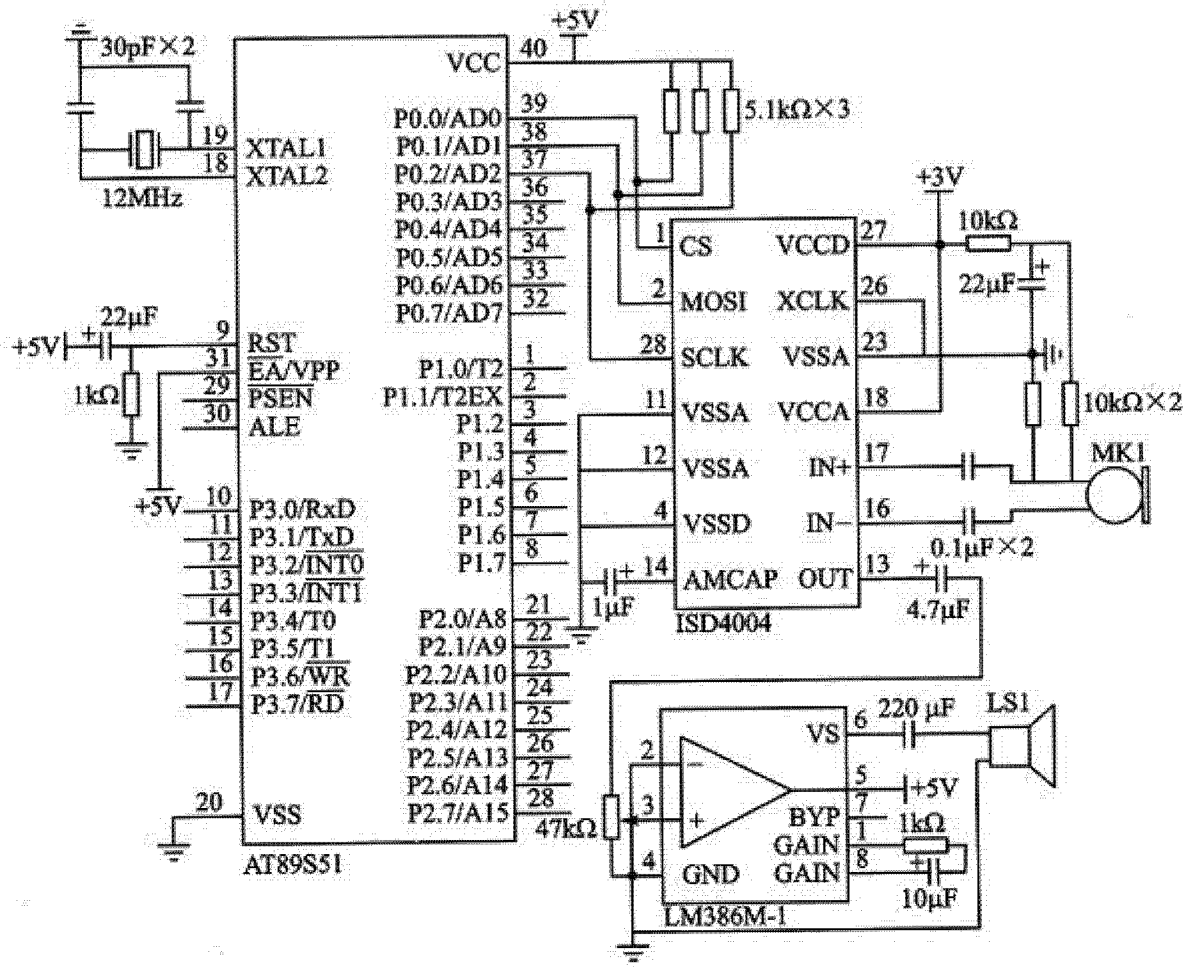 30pF×2
19
18
12MHz
XTAL1
XTAL2
+5V
VCC
40
P0.0/AD0
39
P0.1/AD1
38
P0.2/AD2
37
P0.3/AD3
36
P0.4/AD4
35
P0.5/AD5
34
P0.6/AD6
33
P0.7/AD7
32
5.1kΩ×3
+5V
+
22μF
1kΩ
9
RST
31
EA/VPP
29
PSEN
30
ALE
+5V
P1.0/T2
1
P1.1/T2EX
2
P1.2
3
P1.3
4
P1.4
5
P1.5
6
P1.6
7
P1.7
8
10
P3.0/RxD
11
P3.1/TxD
12
P3.2/INT0
13
P3.3/INT1
14
P3.4/T0
15
P3.5/T1
16
P3.6/WR
17
P3.7/RD
P2.0/A8
21
P2.1/A9
22
P2.2/A10
23
P2.3/A11
24
P2.4/A12
25
P2.5/A13
26
P2.6/A14
27
P2.7/A15
28
20
VSS
AT89S51
1
CS
2
MOSI
28
SCLK
11
VSSA
12
VSSA
4
VSSD
14
AMCAP
+
1μF
VCCD
27
XCLK
26
VSSA
23
VCCA
18
IN+
17
IN−
16
OUT
13
ISD4004
+3V
10kΩ
+
22μF
10kΩ×2
MK1
0.1μF×2
+
4.7μF
47kΩ
2
−
3
+
4
GND
VS
6
220 μF
LS1
5
+5V
BYP
7
GAIN
1
1kΩ
GAIN
8
+
10μF
LM386M-1